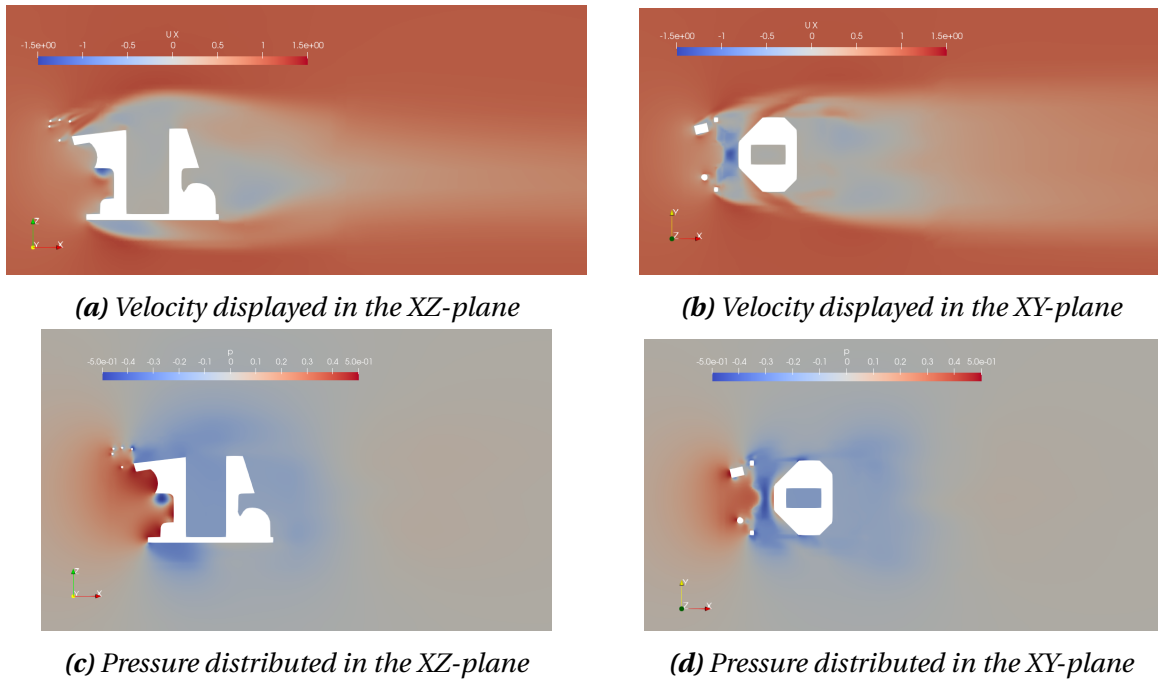 U X
-1.5e+00 -1 -0.5 0 0.5 1 1.5e+00
Z
Y X
(a) Velocity displayed in the XZ-plane
U X
-1.5e+00 -1 -0.5 0 0.5 1 1.5e+00
Y
Z X
(b) Velocity displayed in the XY-plane
p
-5.0e-01 -0.4 -0.3 -0.2 -0.1 0 0.1 0.2 0.3 0.4 5.0e-01
Z
Y X
(c) Pressure distributed in the XZ-plane
p
-5.0e-01 -0.4 -0.3 -0.2 -0.1 0 0.1 0.2 0.3 0.4 5.0e-01
Y
Z X
(d) Pressure distributed in the XY-plane